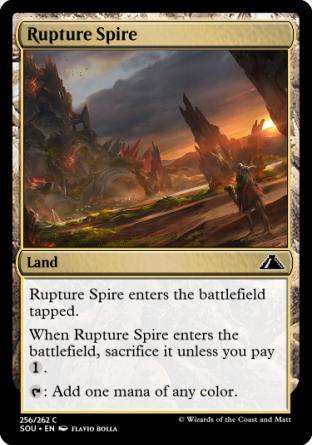 Rupture Spire
Land
Rupture Spire enters the battlefield
tapped.
When Rupture Spire enters the
battlefield, sacrifice it unless you pay
1.
: Add one mana of any color.
256/262 C
SOU • EN FLAVIO BOLLA
© Wizards of the Coast and Matt